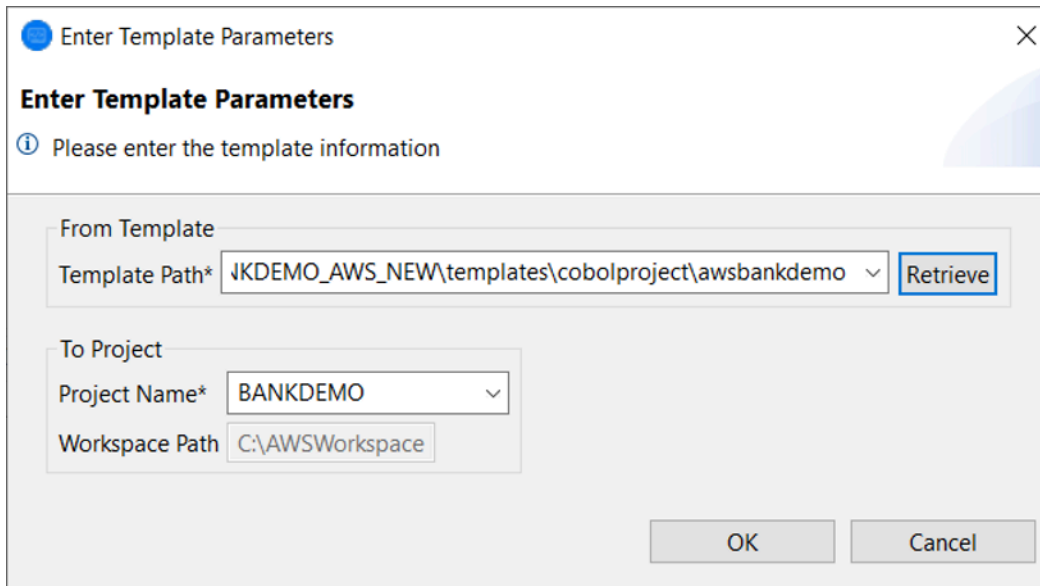 Enter Template Parameters
Enter Template Parameters
Please enter the template information
From Template
Template Path* \templates\cobolproject\awsbankdemo Retrieve
To Project
Project Name* BANKDEMO
Workspace Path C:\AWSWorkspace
OK Cancel